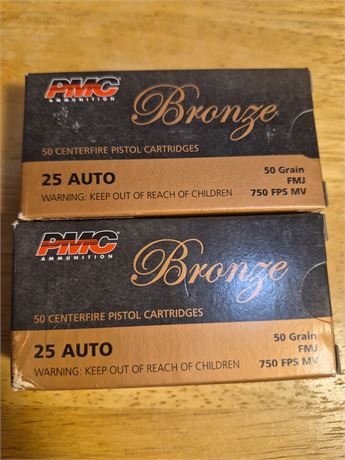 PMC
AMMUNITION
Bronze
50 CENTERFIRE PISTOL CARTRIDGES
25 AUTO
50 Grain
FMJ
WARNING: KEEP OUT OF REACH OF CHILDREN
750 FPS MV
PMC
AMMUNITION
Bronze
50 CENTERFIRE PISTOL CARTRIDGES
25 AUTO
50 Grain
FMJ
WARNING: KEEP OUT OF REACH OF CHILDREN
750 FPS MV